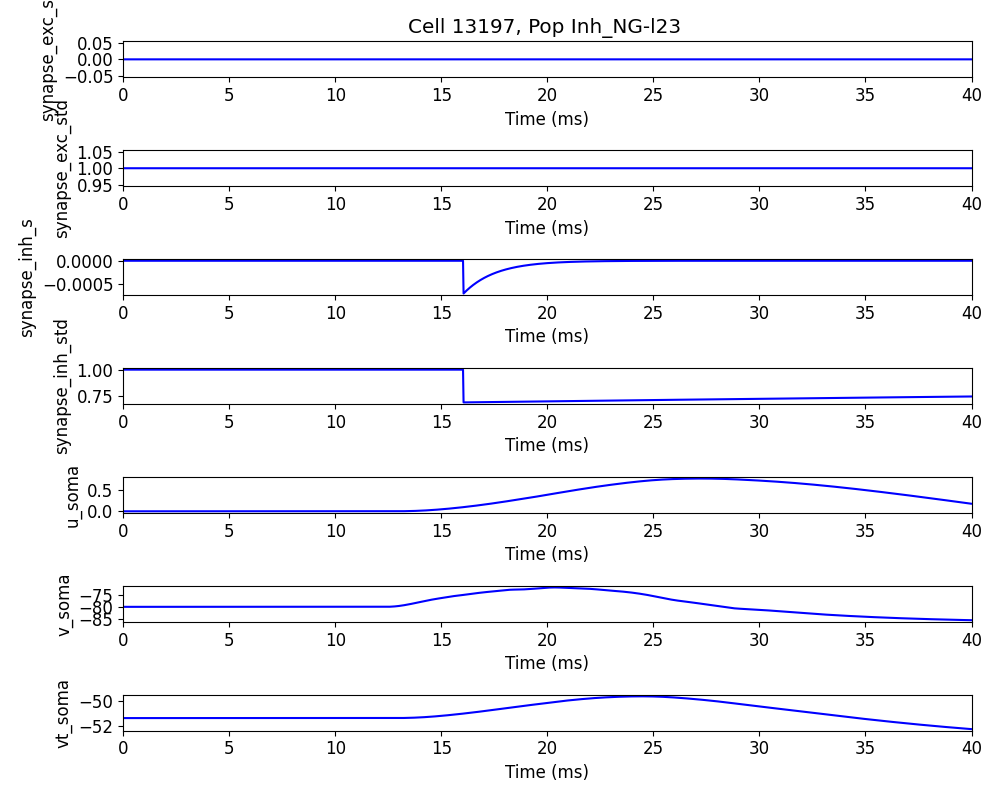 Cell 13197, Pop Inh_NG-l23
synapse_exc_s
0.05
0.00
−0.05
0 5 10 15 20 25 30 35 40
Time (ms)
synapse_exc_std
1.05
1.00
0.95
0 5 10 15 20 25 30 35 40
Time (ms)
synapse_inh_s
0.0000
−0.0005
0 5 10 15 20 25 30 35 40
Time (ms)
synapse_inh_std
1.00
0.75
0 5 10 15 20 25 30 35 40
Time (ms)
u_soma
0.5
0.0
0 5 10 15 20 25 30 35 40
Time (ms)
v_soma
−75
−80
−85
0 5 10 15 20 25 30 35 40
Time (ms)
vt_soma
−50
−52
0 5 10 15 20 25 30 35 40
Time (ms)